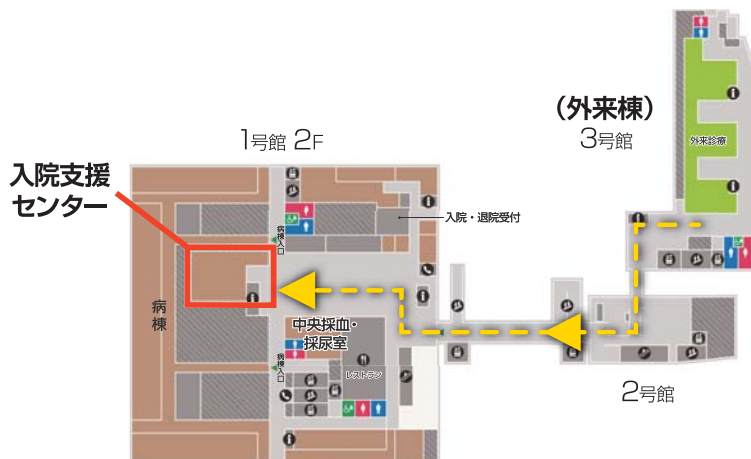 (外来棟)
3号館
外来診療
1号館 2F
入院支援
センター
入院・退院受付
病棟入口
病棟
中央採血・
採尿室
病棟入口
レストラン
2号館